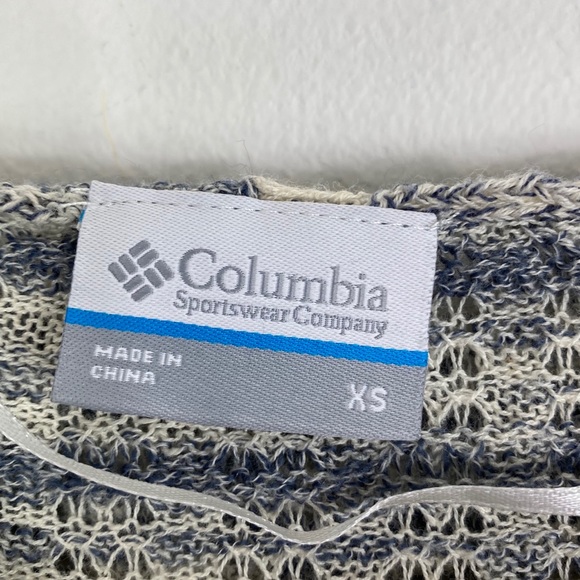 Columbia
Sportswear Company
MADE IN
CHINA
XS